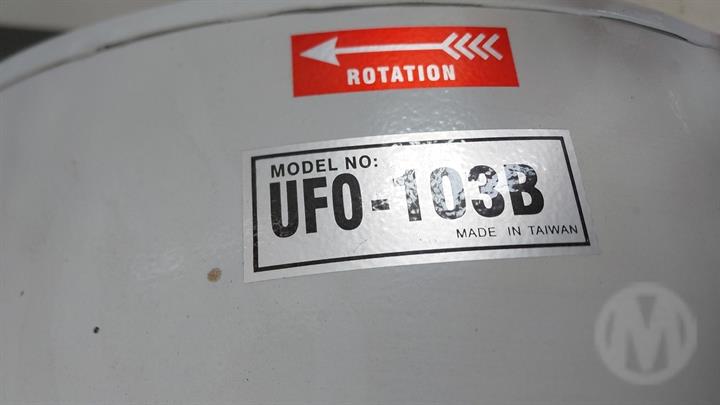 ROTATION
MODEL NO:
UFO-103B
MADE IN TAIWAN
M